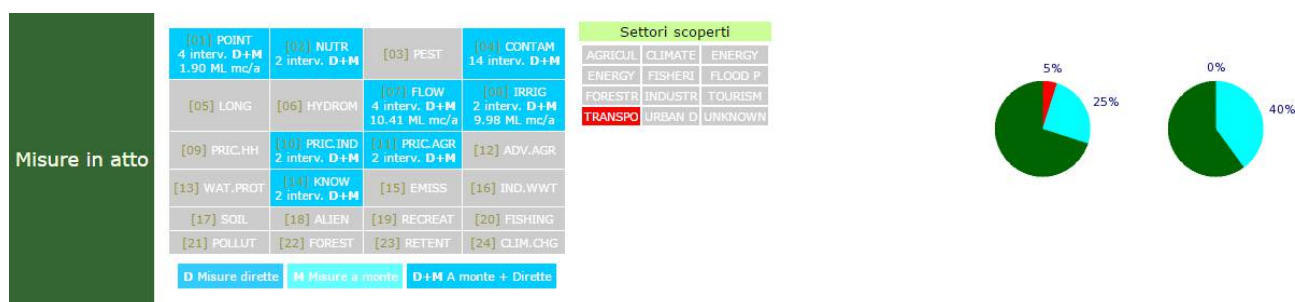 Misure in atto
[01] POINT
4 interv. D+M
1.90 ML mc/a
[02] NUTR
2 interv. D+M
[03] PEST
[04] CONTAM
14 interv. D+M
[05] LONG
[06] HYDROM
[07] FLOW
4 interv. D+M
10.41 ML mc/a
[08] IRRIG
2 interv. D+M
9.98 ML mc/a
[09] PRIC.HH
[10] PRIC.IND
2 interv. D+M
[11] PRIC.AGR
2 interv. D+M
[12] ADV.AGR
[13] WAT.PROT
[14] KNOW
2 interv. D+M
[15] EMISS
[16] IND.WWT
[17] SOIL
[18] ALIEN
[19] RECREAT
[20] FISHING
[21] POLLUT
[22] FOREST
[23] RETENT
[24] CLIM.CHG
D Misure dirette
M Misure a monte
D+M A monte + Dirette
Settori scoperti
AGRICUL CLIMATE ENERGY
ENERGY FISHERI FLOOD P
FORESTR INDUSTR TOURISM
TRANSPO URBAN D UNKNOWN
5%
25%
0%
40%